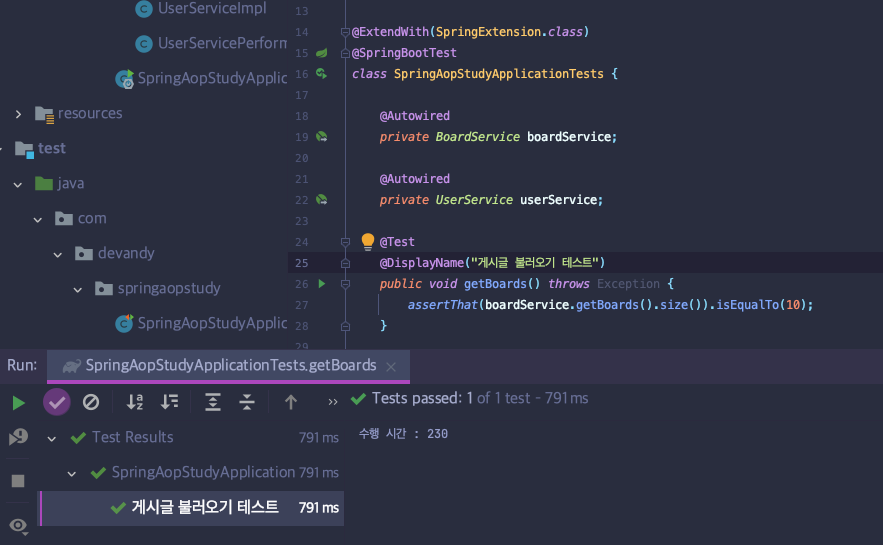 UserServiceImpl
UserServicePerform
SpringAopStudyApplic
resources
test
java
com
devandy
springaopstudy
SpringAopStudyApplic
13
14 @ExtendWith(SpringExtension.class)
15 @SpringBootTest
16 class SpringAopStudyApplicationTests {
17
18 @Autowired
19 private BoardService boardService;
20
21 @Autowired
22 private UserService userService;
23
24 @Test
25 @DisplayName("게시글 불러오기 테스트")
26 public void getBoards() throws Exception {
27 assertThat(boardService.getBoards().size()).isEqualTo(10);
28 }
29
Run: SpringAopStudyApplicationTests.getBoards
Tests passed: 1 of 1 test – 791 ms
Test Results 791 ms
SpringAopStudyApplication 791 ms
게시글 불러오기 테스트 791 ms
수행 시간 : 230